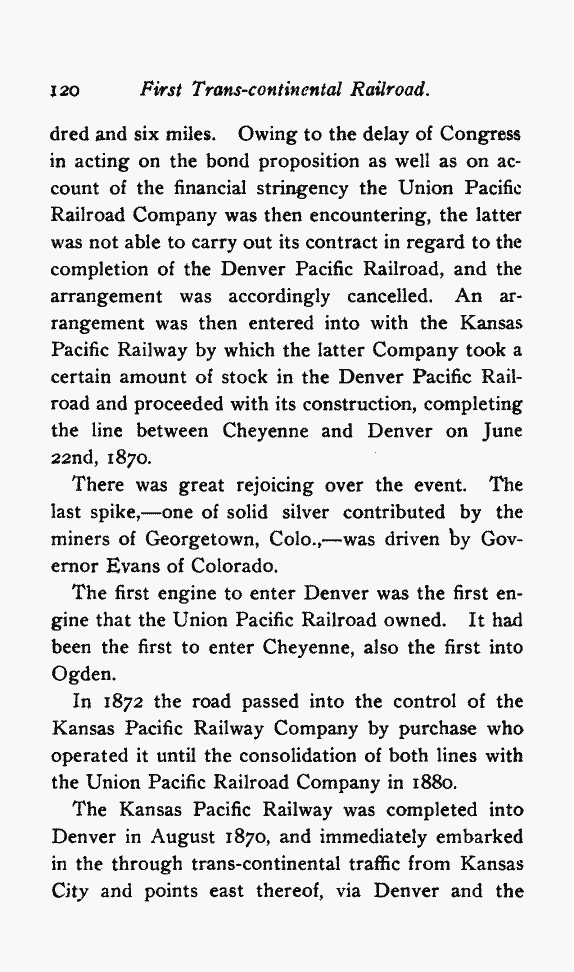 120 First Trans-continental Railroad.
dred and six miles. Owing to the delay of Congress
in acting on the bond proposition as well as on ac-
count of the financial stringency the Union Pacific
Railroad Company was then encountering, the latter
was not able to carry out its contract in regard to the
completion of the Denver Pacific Railroad, and the
arrangement was accordingly cancelled. An ar-
rangement was then entered into with the Kansas
Pacific Railway by which the latter Company took a
certain amount of stock in the Denver Pacific Rail-
road and proceeded with its construction, completing
the line between Cheyenne and Denver on June
22nd, 1870.
There was great rejoicing over the event. The
last spike,—one of solid silver contributed by the
miners of Georgetown, Colo.,—was driven by Gov-
ernor Evans of Colorado.
The first engine to enter Denver was the first en-
gine that the Union Pacific Railroad owned. It had
been the first to enter Cheyenne, also the first into
Ogden.
In 1872 the road passed into the control of the
Kansas Pacific Railway Company by purchase who
operated it until the consolidation of both lines with
the Union Pacific Railroad Company in 1880.
The Kansas Pacific Railway was completed into
Denver in August 1870, and immediately embarked
in the through trans-continental traffic from Kansas
City and points east thereof, via Denver and the